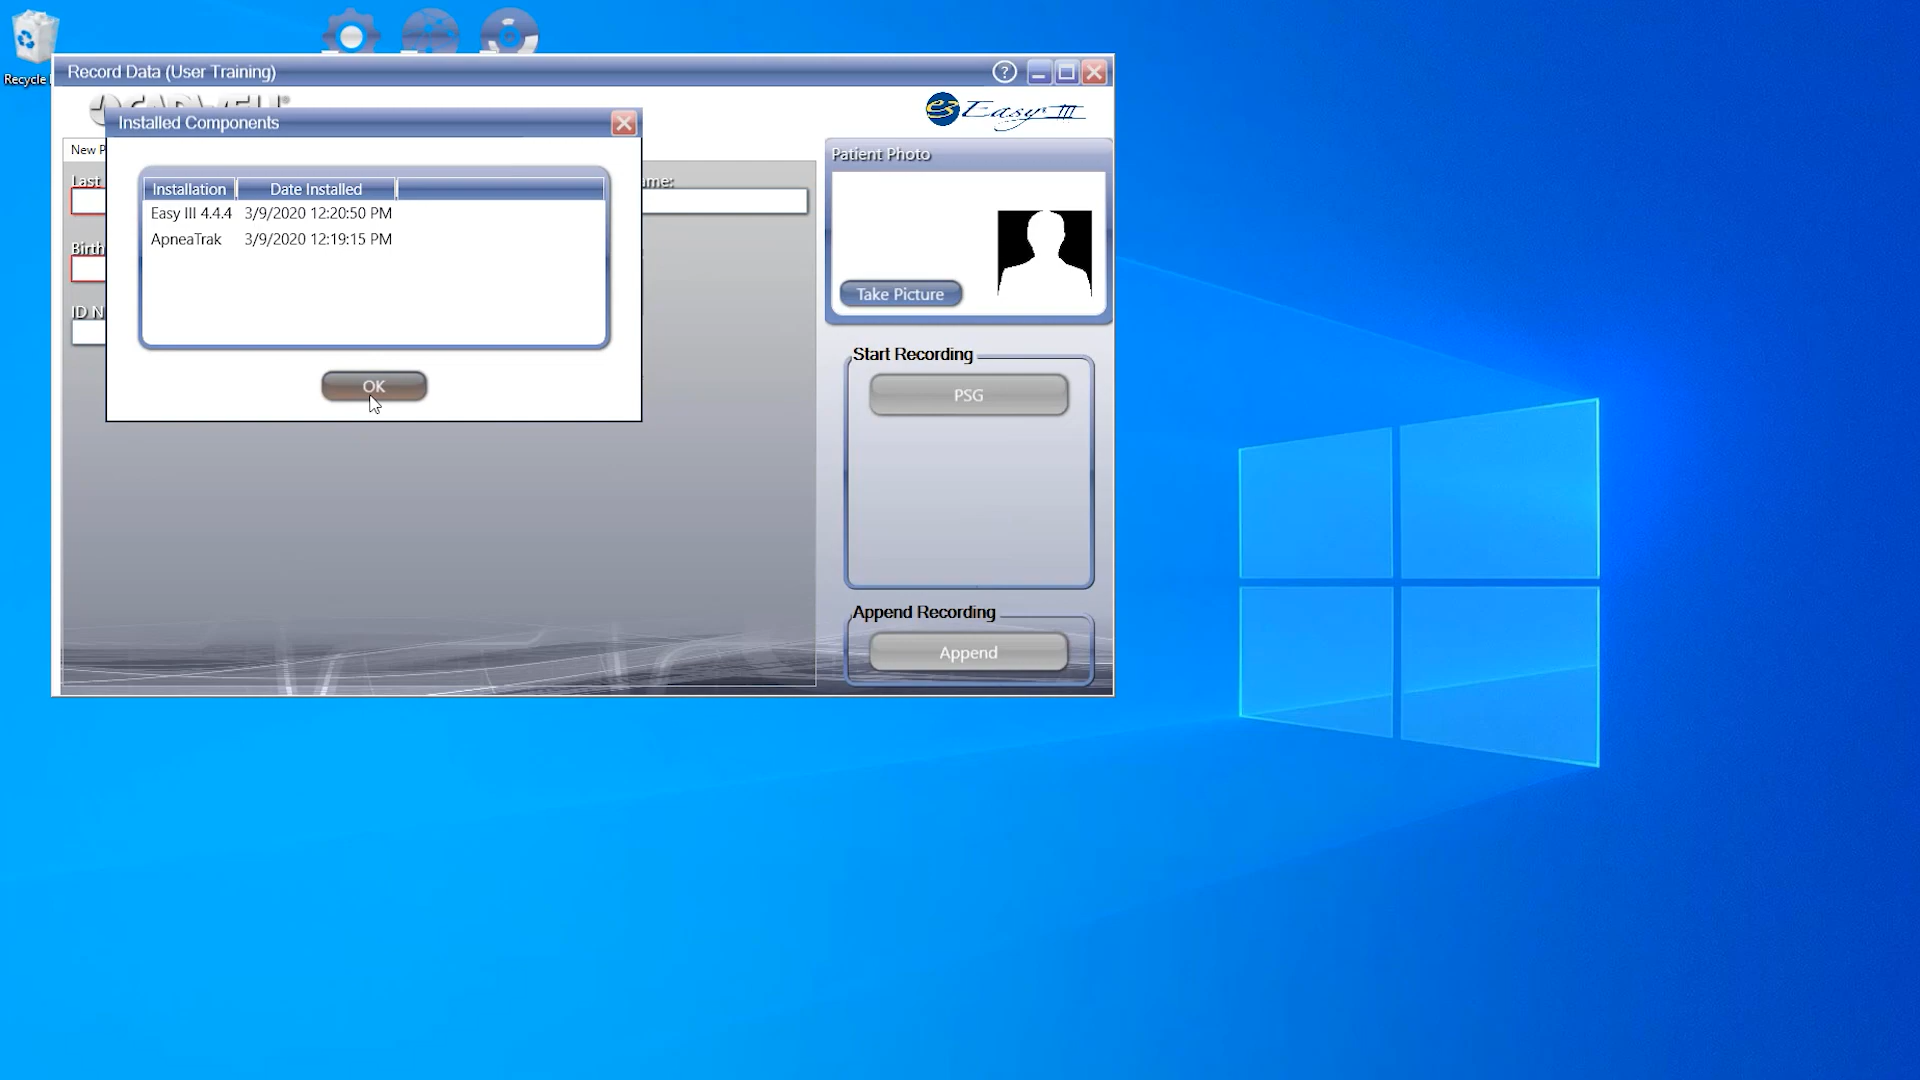 Recycle
Record Data (User Training)
?
Easy III
Installed Components
New P
Patient Photo
Last
ame:
Installation Date Installed
Easy III 4.4.4 3/9/2020 12:20:50 PM
ApneaTrak 3/9/2020 12:19:15 PM
Birth
Take Picture
ID N
Start Recording
OK
PSG
Append Recording
Append